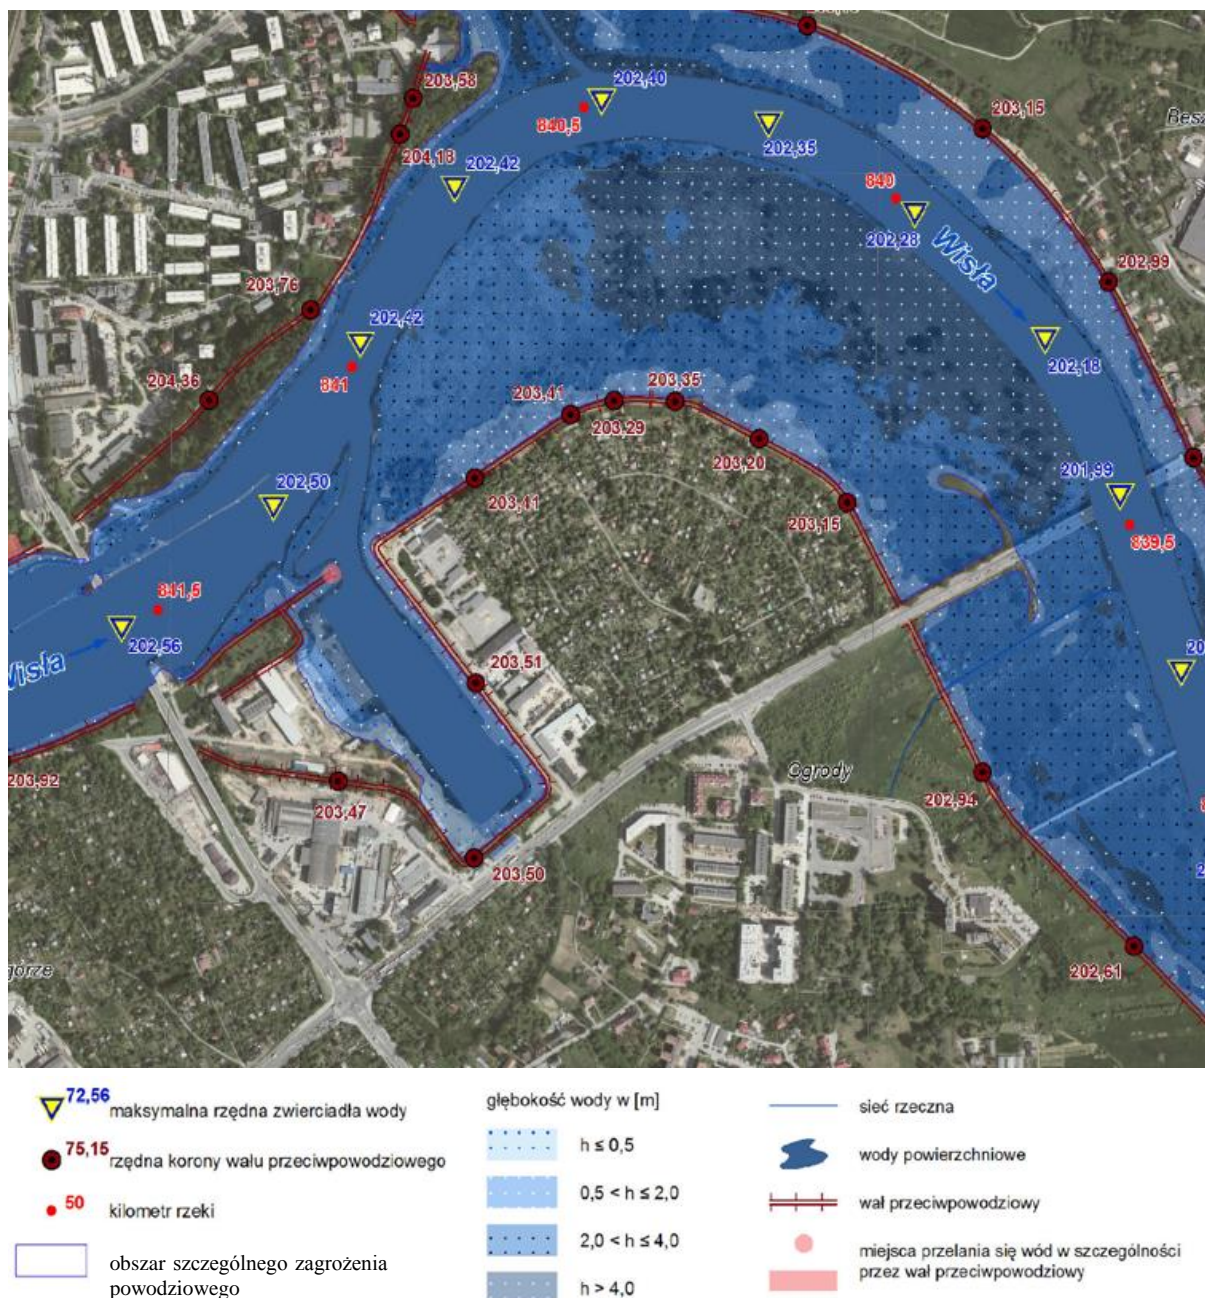 203,58
202,40
840,5
203,15
204,18
202,42
202,35
840
202,28
Wisła
203,76
202,99
202,42
202,18
841
204,36
203,41
203,35
203,29
203,20
202,50
203,41
203,15
201,99
839,5
841,5
202,56
Wisła
203,51
Ogrody
203,92
203,47
202,94
203,50
202,61
72,56
maksymalna rzędna zwierciadła wody
75,15
rzędna korony wału przeciwpowodziowego
50
kilometr rzeki
obszar szczególnego zagrożenia
powodziowego
głębokość wody w [m]
h ≤ 0,5
0,5 < h ≤ 2,0
2,0 < h ≤ 4,0
h > 4,0
sieć rzeczna
wody powierzchniowe
wał przeciwpowodziowy
miejsca przelania się wód w szczególności
przez wał przeciwpowodziowy